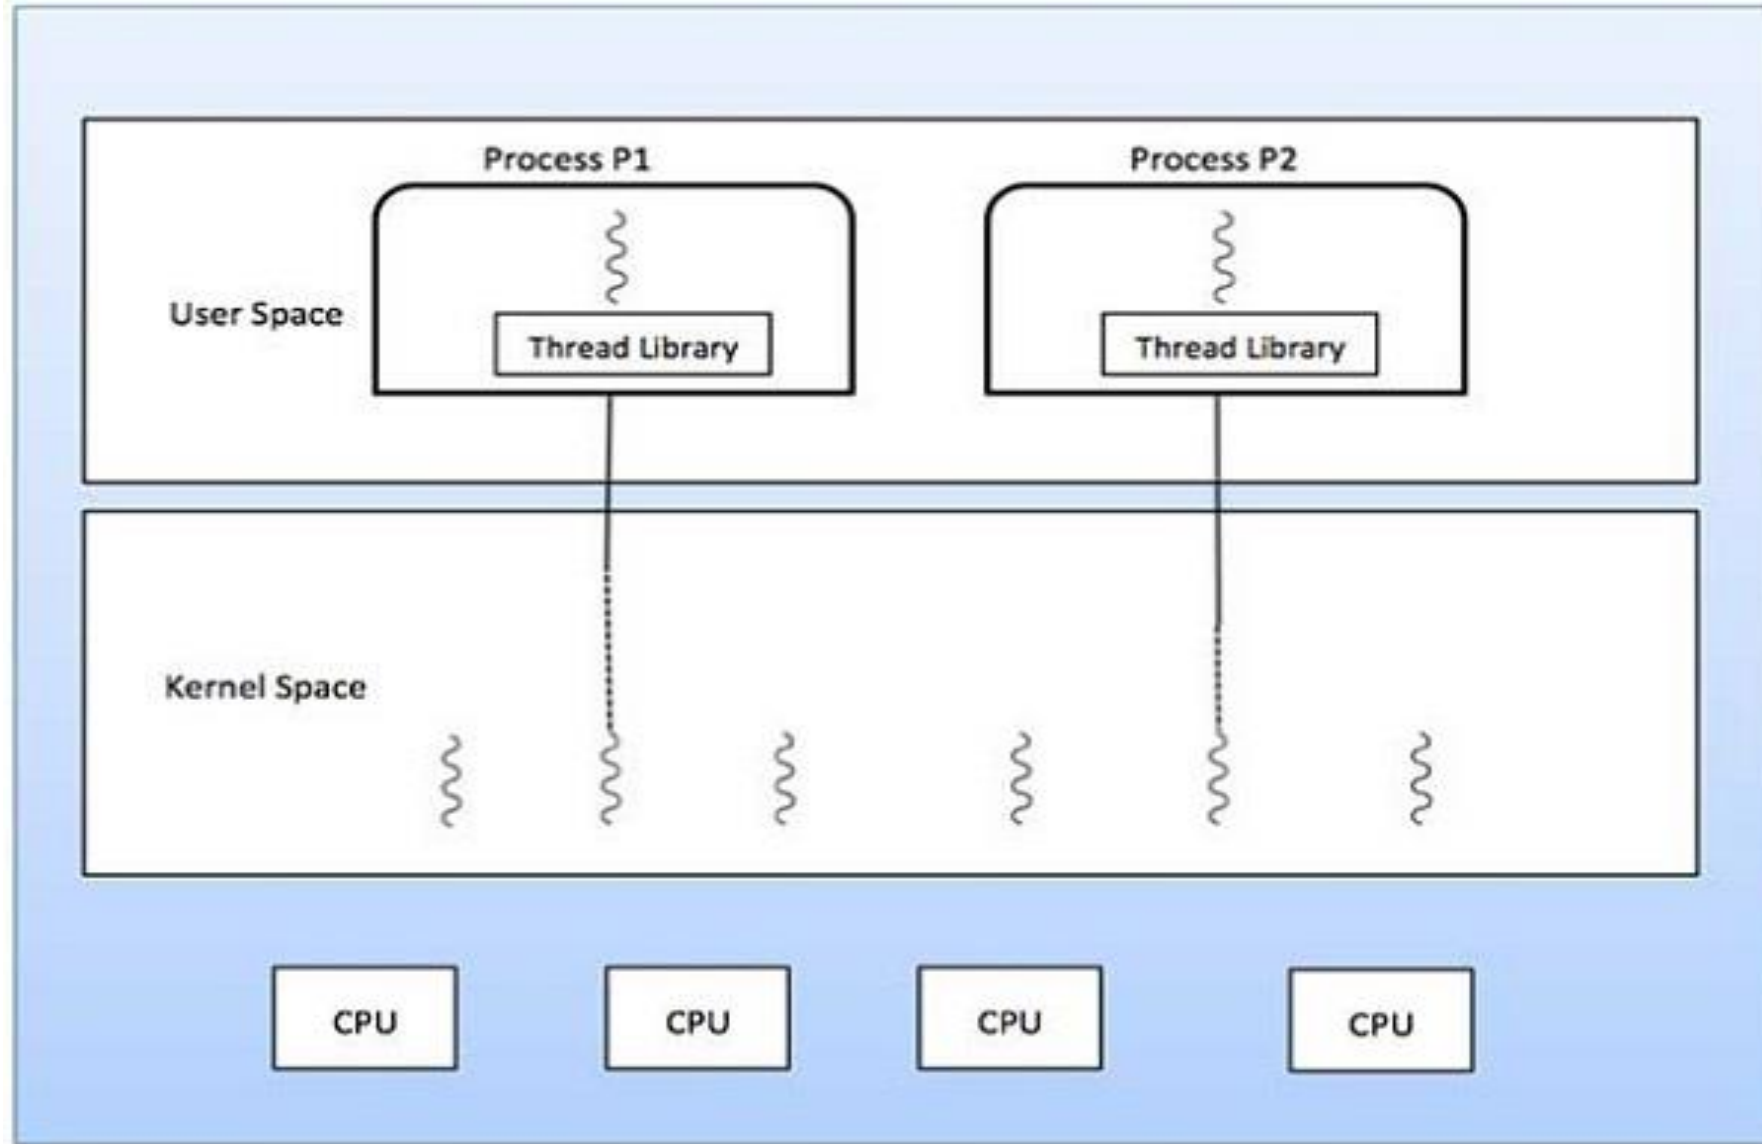 Process P1
Process P2
User Space
Thread Library
Thread Library
Kernel Space
CPU
CPU
CPU
CPU